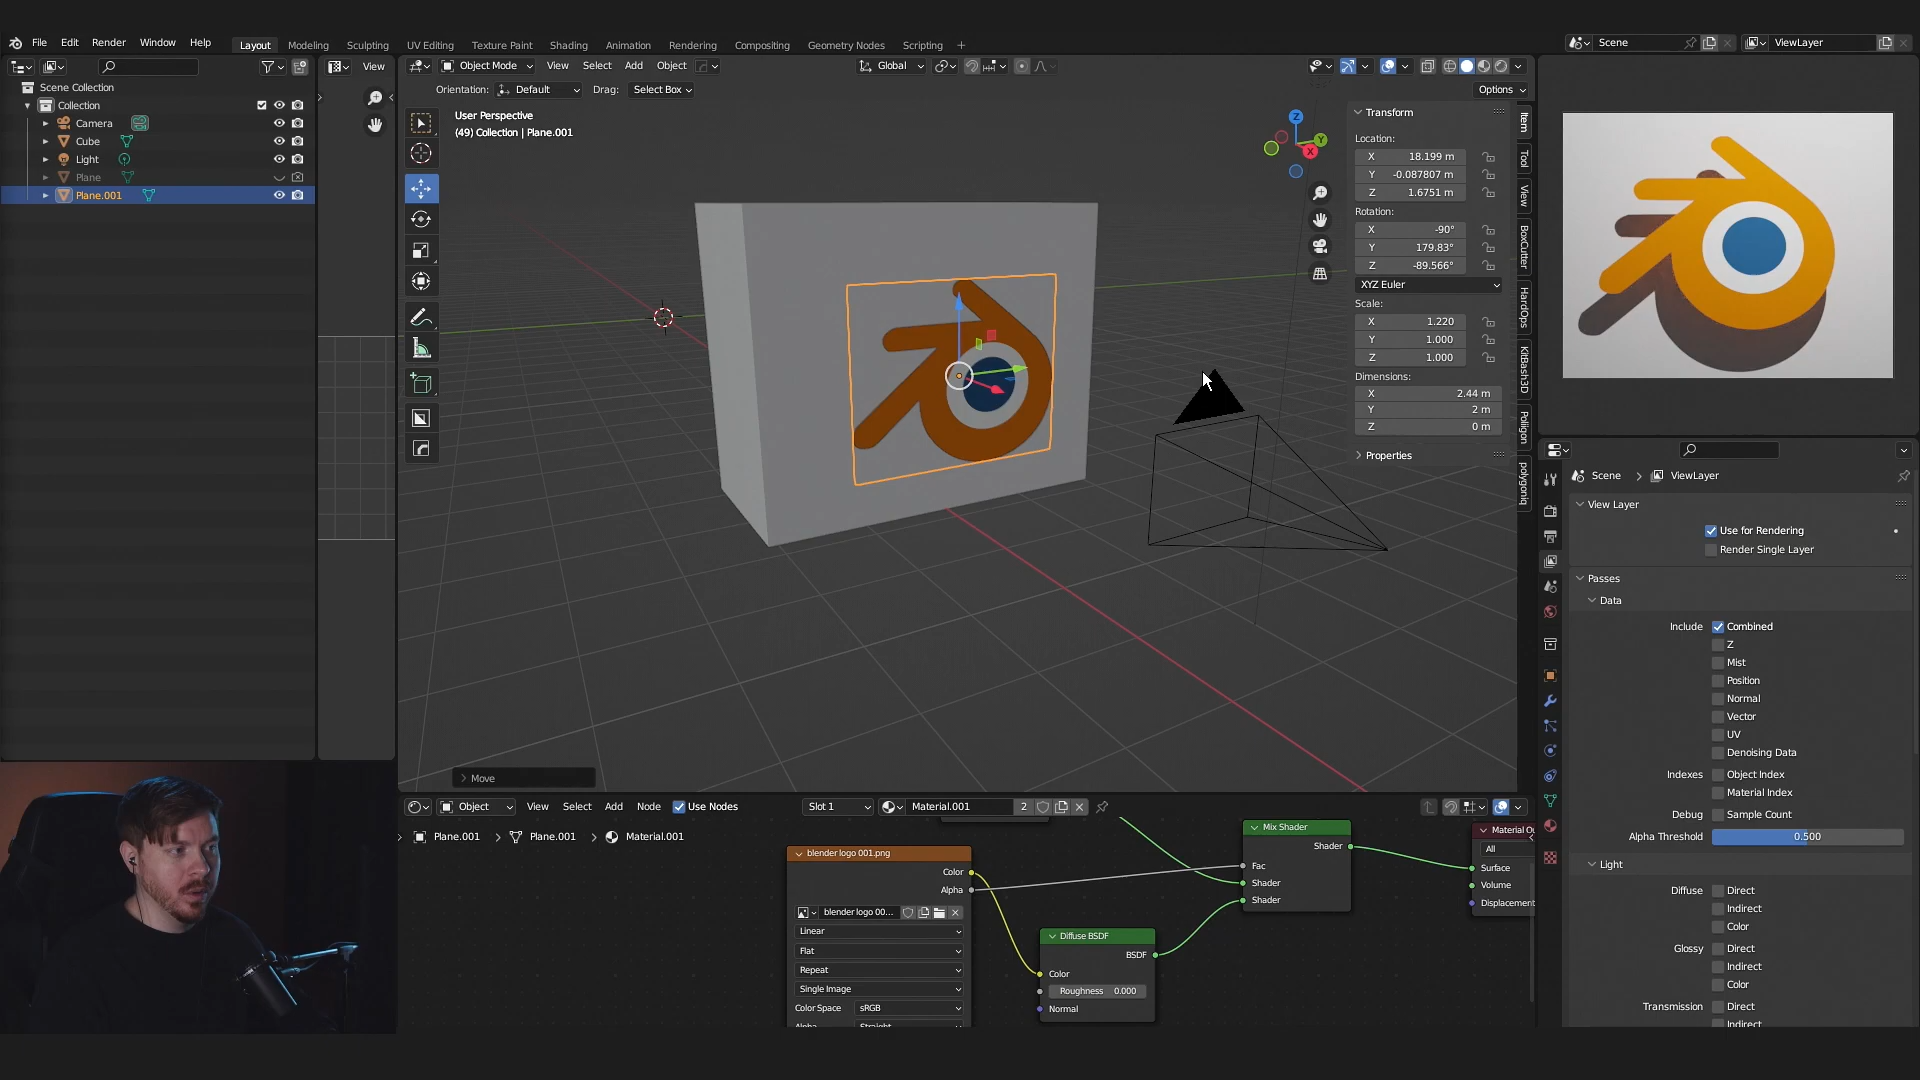 File Edit Render Window Help
Layout Modeling Sculpting UV Editing Texture Paint Shading Animation Rendering Compositing Geometry Nodes Scripting +
Scene
ViewLayer
View
Scene Collection
Collection
Camera
Cube
Light
Plane
Plane.001
Object Mode View Select Add Object
Global
Orientation: Default Drag: Select Box
Options
User Perspective
(49) Collection | Plane.001
Z
Y
X
Transform
Location:
X 18.199 m
Y -0.087807 m
Z 1.6751 m
Rotation:
X -90°
Y 179.83°
Z -89.566°
XYZ Euler
Scale:
X 1.220
Y 1.000
Z 1.000
Dimensions:
X 2.44 m
Y 2 m
Z 0 m
Properties
Item
Tool
View
BoxCutter
HardOps
KitBash3D
Poliigon
polygoniq
Move
Object View Select Add Node Use Nodes
Slot 1
Material.001 2
Plane.001 Plane.001 Material.001
blender logo 001.png
Color
Alpha
blender logo 00...
Linear
Flat
Repeat
Single Image
Color Space sRGB
Alpha Straight
Diffuse BSDF
BSDF
Color
Roughness 0.000
Normal
Mix Shader
Shader
Fac
Shader
Shader
Material Ou
All
Surface
Volume
Displacement
Scene ViewLayer
View Layer
Use for Rendering
Render Single Layer
Passes
Data
Include Combined
Z
Mist
Position
Normal
Vector
UV
Denoising Data
Indexes Object Index
Material Index
Debug Sample Count
Alpha Threshold 0.500
Light
Diffuse Direct
Indirect
Color
Glossy Direct
Indirect
Color
Transmission Direct
Indirect